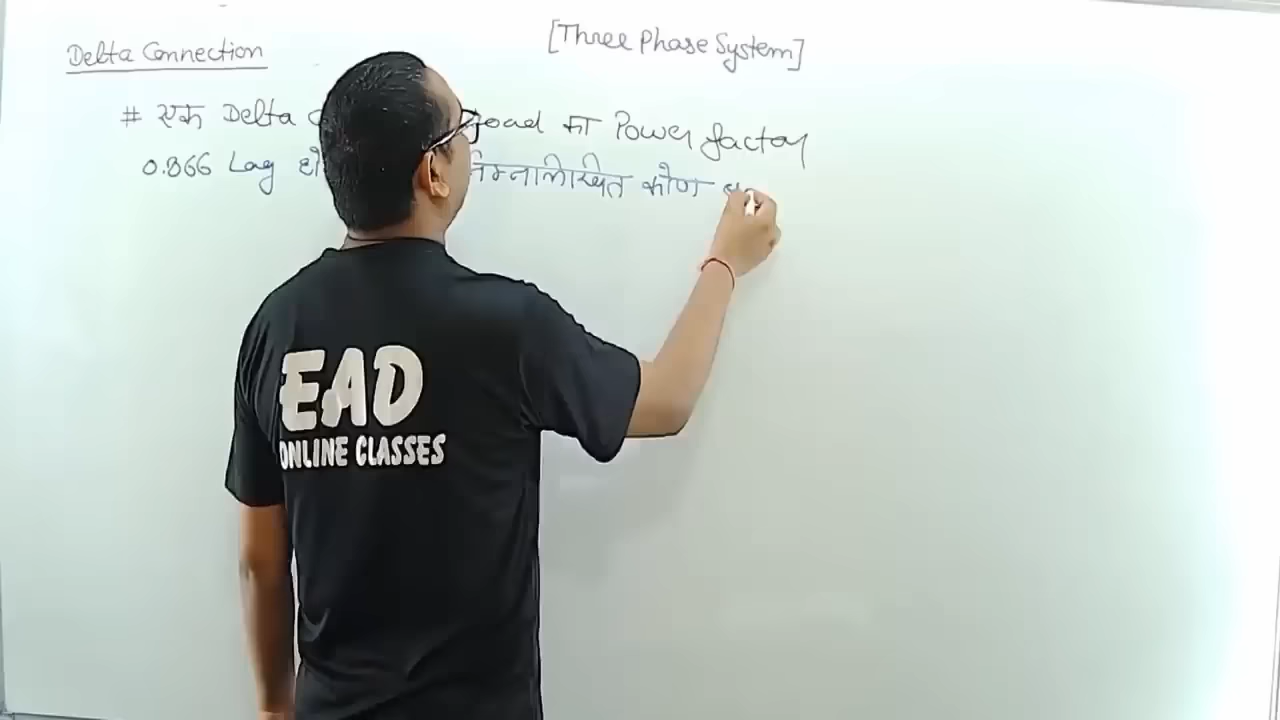 Delta Connection
[Three Phase System]
# एक Delta load का Power factor
0.866 Lag निम्नलिखित कोण
EAD
ONLINE CLASSES